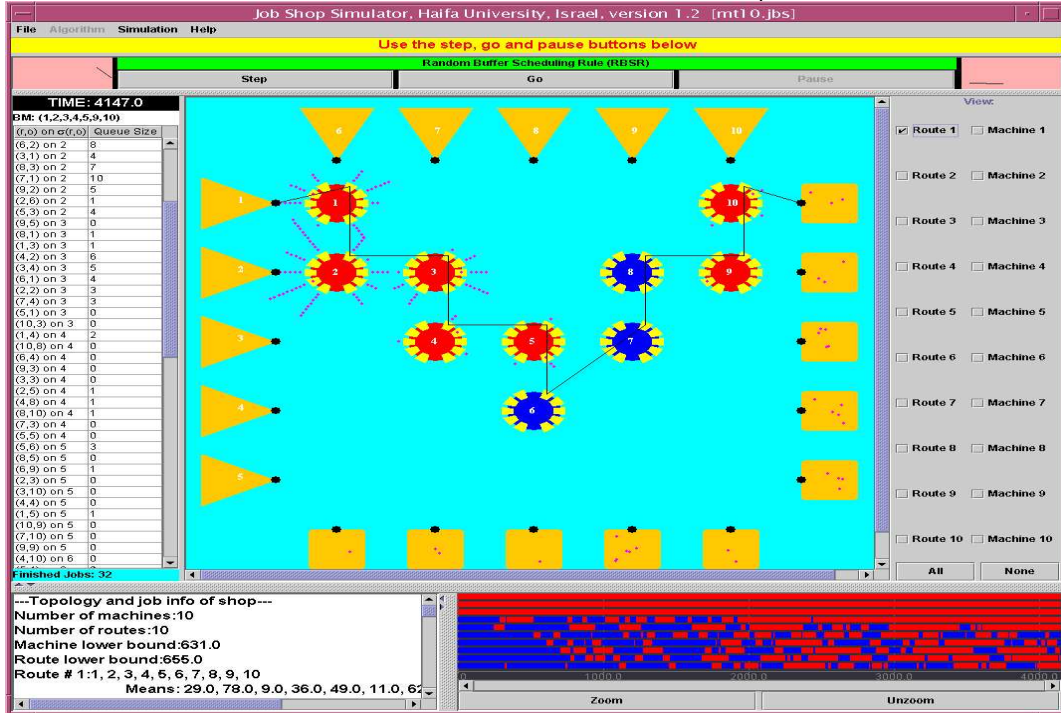 Job Shop Simulator, Haifa University, Israel, version 1.2 [mt10.jbs]
File Algorithm Simulation Help
Use the step, go and pause buttons below
Random Buffer Scheduling Rule (RBSR)
Step Go Pause
TIME: 4147.0
BM: (1,2,3,4,5,9,10)
(r,o) on σ(r,o) Queue Size
(6,2) on 2 8
(3,1) on 2 4
(8,3) on 2 7
(7,1) on 2 10
(9,2) on 2 5
(2,6) on 2 1
(5,3) on 2 4
(9,5) on 3 0
(8,1) on 3 1
(1,3) on 3 1
(4,2) on 3 6
(3,4) on 3 5
(6,1) on 3 4
(2,2) on 3 3
(7,4) on 3 3
(5,1) on 3 0
(10,3) on 3 0
(1,4) on 4 2
(10,8) on 4 0
(6,4) on 4 0
(9,3) on 4 0
(3,3) on 4 0
(2,5) on 4 1
(4,8) on 4 1
(8,10) on 4 1
(7,3) on 4 0
(5,5) on 4 0
(5,6) on 5 3
(8,5) on 5 0
(6,9) on 5 1
(2,3) on 5 0
(3,10) on 5 0
(4,4) on 5 0
(1,5) on 5 1
(10,9) on 5 0
(7,10) on 5 0
(9,9) on 5 0
(4,10) on 6 0
Finished Jobs: 32
6 7 8 9 10
1 1 10
2 2 3 8 9
3 4 5 7
4 6
5
View:
Route 1 Machine 1
Route 2 Machine 2
Route 3 Machine 3
Route 4 Machine 4
Route 5 Machine 5
Route 6 Machine 6
Route 7 Machine 7
Route 8 Machine 8
Route 9 Machine 9
Route 10 Machine 10
All None
---Topology and job info of shop---
Number of machines:10
Number of routes:10
Machine lower bound:631.0
Route lower bound:655.0
Route # 1:1, 2, 3, 4, 5, 6, 7, 8, 9, 10
Means: 29.0, 78.0, 9.0, 36.0, 49.0, 11.0, 62
0 1000.0 2000.0 3000.0 4000.0
Zoom Unzoom